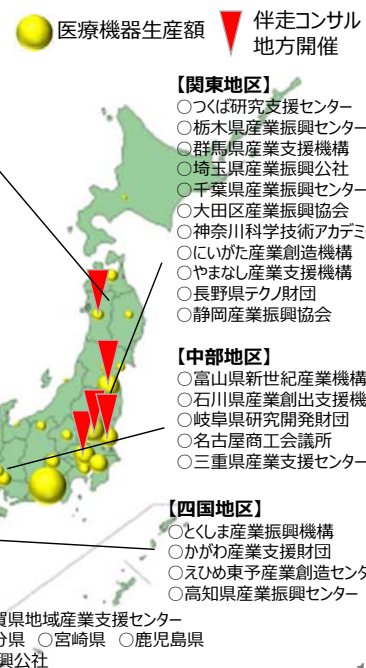 医療機器生産額
伴走コンサル
地方開催
【関東地区】
○つくば研究支援センター
○栃木県産業振興センター
○群馬県産業支援機構
○埼玉県産業振興公社
○千葉県産業振興センター
○大田区産業振興協会
○神奈川科学技術アカデミ
○にいがた産業創造機構
○やまなし産業支援機構
○長野県テクノ財団
○静岡産業振興協会
【中部地区】
○富山県新世紀産業機構
○石川県産業創出支援機
○岐阜県研究開発財団
○名古屋商工会議所
○三重県産業支援センター
【四国地区】
○とくしま産業振興機構
○かがわ産業支援財団
○えひめ東予産業創造センタ
○高知県産業振興センター
賀県地域産業支援センター
分県 ○宮崎県 ○鹿児島県
興公社